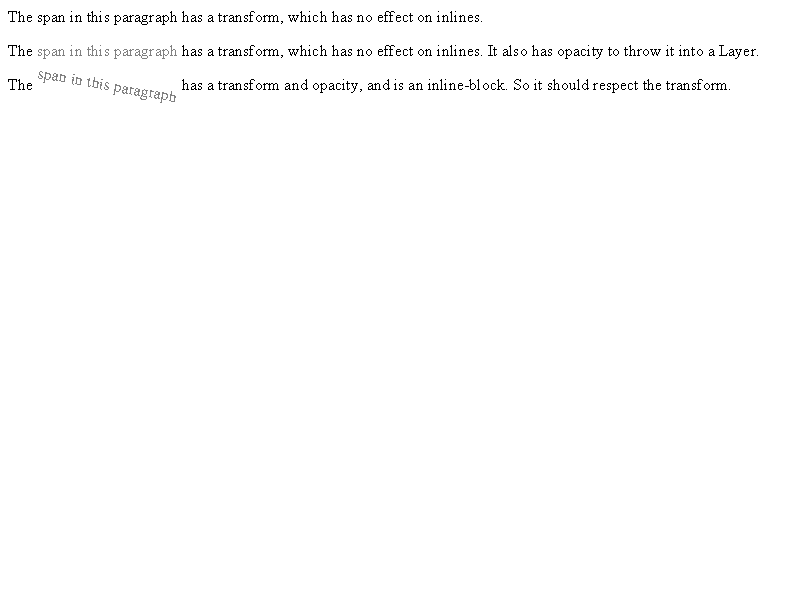 The span in this paragraph has a transform, which has no effect on inlines.
The span in this paragraph has a transform, which has no effect on inlines. It also has opacity to throw it into a Layer.
The span in this paragraph has a transform and opacity, and is an inline-block. So it should respect the transform.